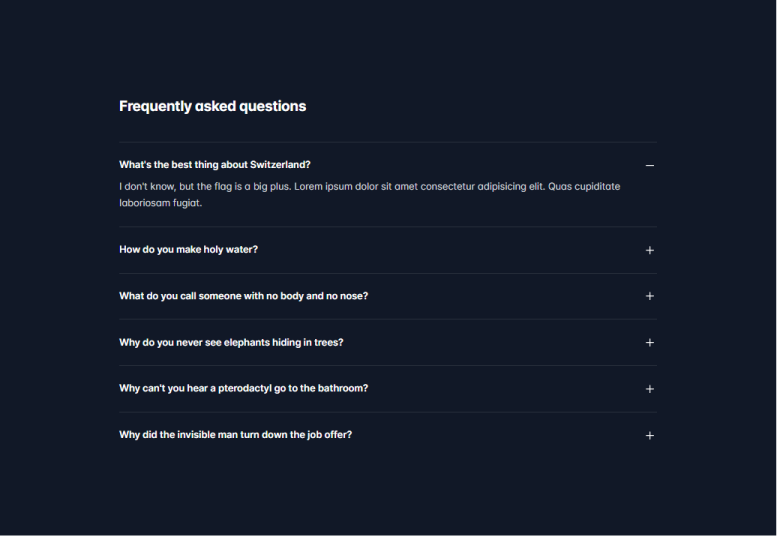 Frequently asked questions
What's the best thing about Switzerland?
I don't know, but the flag is a big plus. Lorem ipsum dolor sit amet consectetur adipisicing elit. Quas cupiditate
laboriosam fugiat.
How do you make holy water?
What do you call someone with no body and no nose?
Why do you never see elephants hiding in trees?
Why can't you hear a pterodactyl go to the bathroom?
Why did the invisible man turn down the job offer?